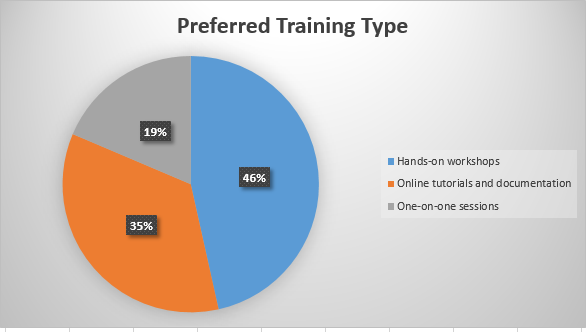 Preferred Training Type
19%
46%
35%
Hands-on workshops
Online tutorials and documentation
One-on-one sessions